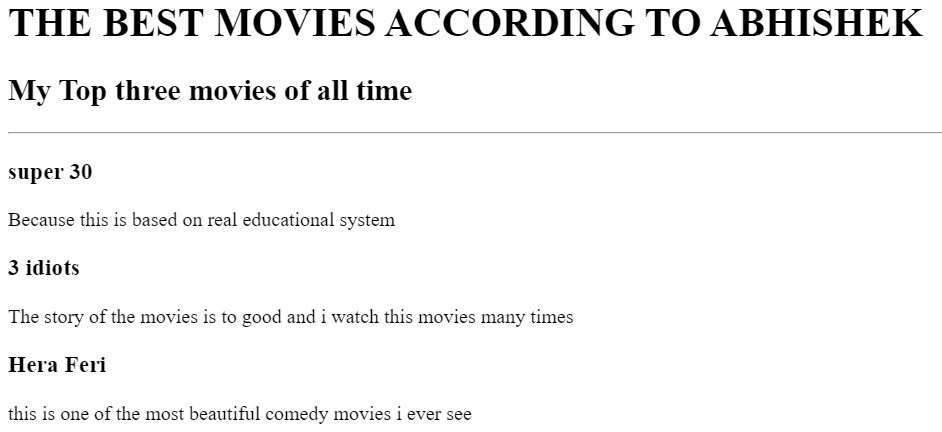 THE BEST MOVIES ACCORDING TO ABHISHEK
My Top three movies of all time
super 30
Because this is based on real educational system
3 idiots
The story of the movies is to good and i watch this movies many times
Hera Feri
this is one of the most beautiful comedy movies i ever see